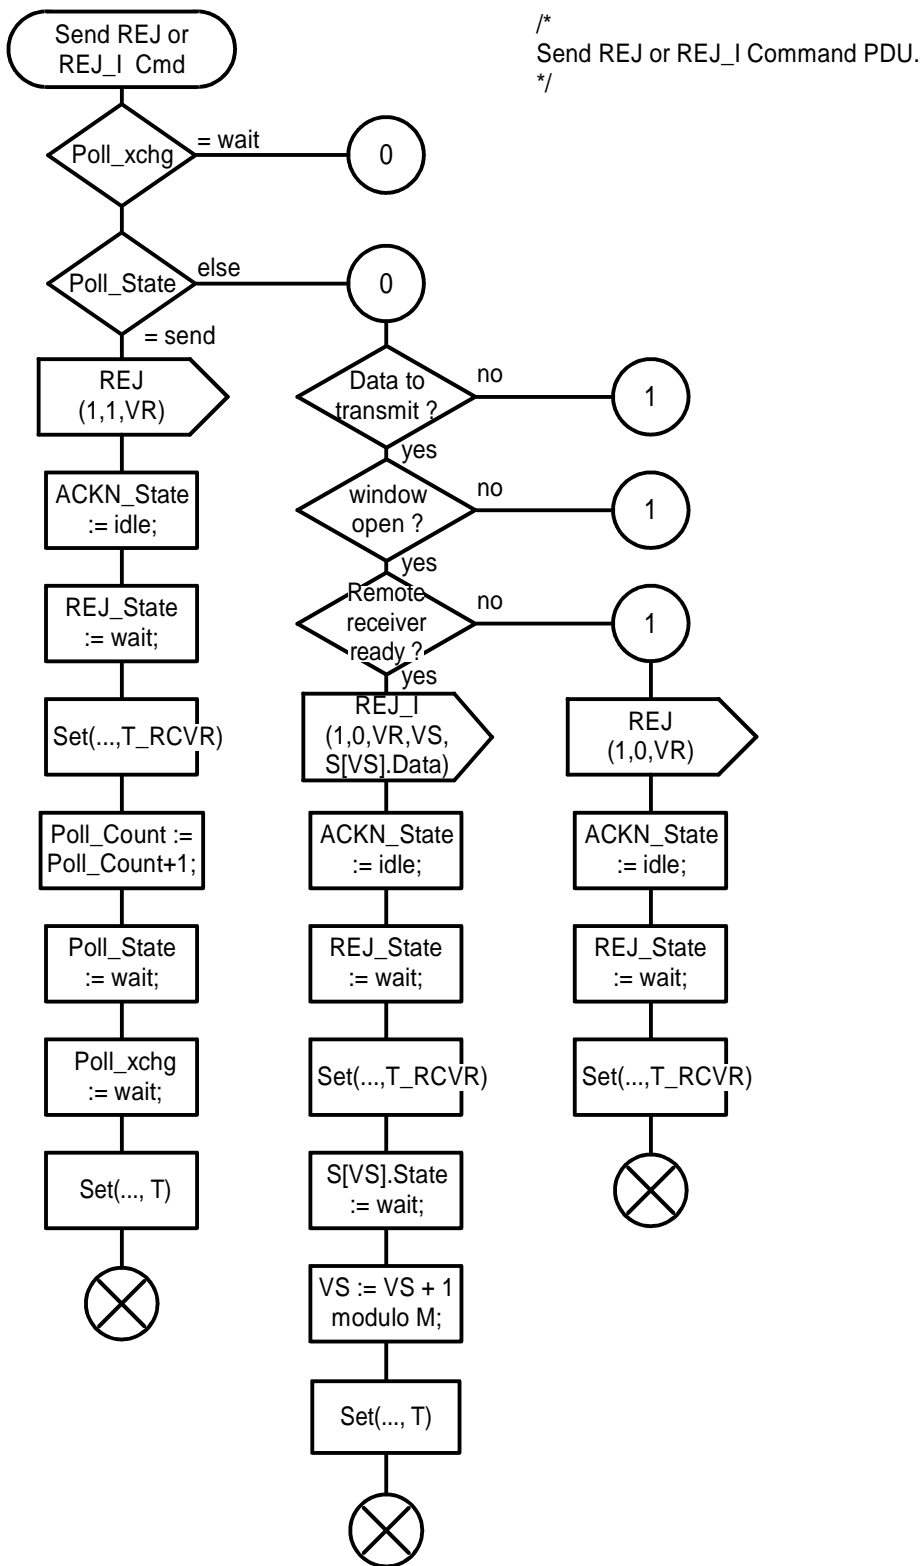 Send REJ or
REJ_I Cmd
/*
Send REJ or REJ_I Command PDU.
*/
Poll_xchg
= wait
0
Poll_State
else
0
= send
REJ
(1,1,VR)
ACKN_State
:= idle;
REJ_State
:= wait;
Set(...,T_RCVR)
Poll_Count :=
Poll_Count+1;
Poll_State
:= wait;
Poll_xchg
:= wait;
Set(..., T)
Data to
transmit ?
no
1
yes
window
open ?
no
1
yes
Remote
receiver
ready ?
no
1
yes
REJ_I
(1,0,VR,VS,
S[VS].Data)
ACKN_State
:= idle;
REJ_State
:= wait;
Set(...,T_RCVR)
S[VS].State
:= wait;
VS := VS + 1
modulo M;
Set(..., T)
REJ
(1,0,VR)
ACKN_State
:= idle;
REJ_State
:= wait;
Set(...,T_RCVR)